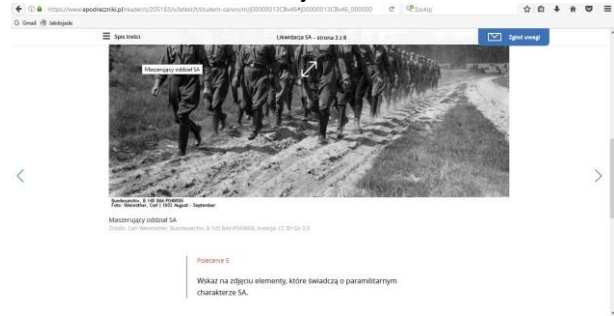 https://www.epodreczniki.pl/reader/c/205183/v/latest/t/student-canon/m/j00000013C8v46#j00000013C8v46_000000
Szukaj
Gmail
Jakdojade
Spis treści
Likwidacja SA – strona 3 z 8
Zgłoś uwagi
Maszerujący oddział SA
Bundesarchiv, B 145 Bild-P049500
Foto: Weinrother, Carl | 1932 August - September
Maszerujący oddział SA
Źródło: Carl Weinrother, Bundesarchiv, B 145 Bild-P049500, licencja: CC BY-SA 3.0
Polecenie 5
Wskaż na zdjęciu elementy, które świadczą o paramilitarnym
charakterze SA.